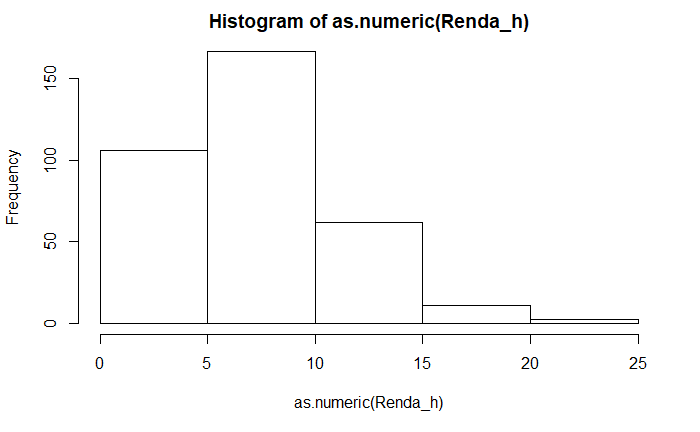 Histogram of as.numeric(Renda_h)
Frequency
150
100
50
0
0 5 10 15 20 25
as.numeric(Renda_h)